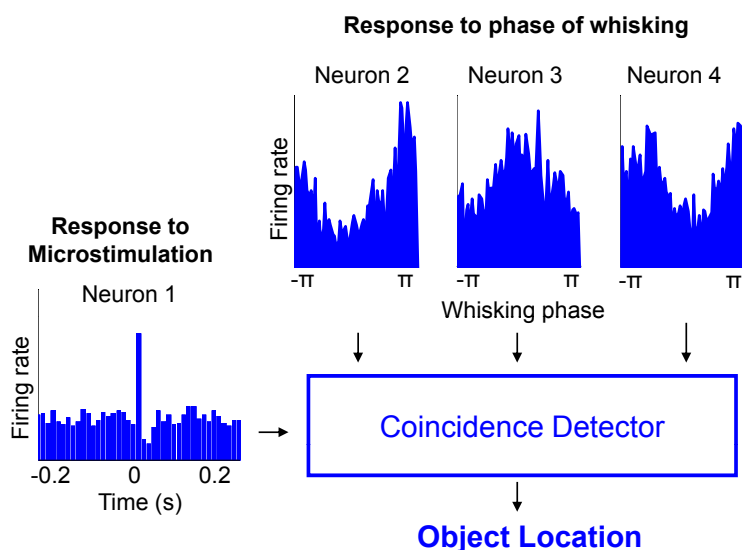 Response to phase of whisking
Neuron 2 Neuron 3 Neuron 4
Firing rate
-π π -π π -π π
Whisking phase
Response to
Microstimulation
Neuron 1
Firing rate
-0.2 0 0.2
Time (s)
Coincidence Detector
Object Location